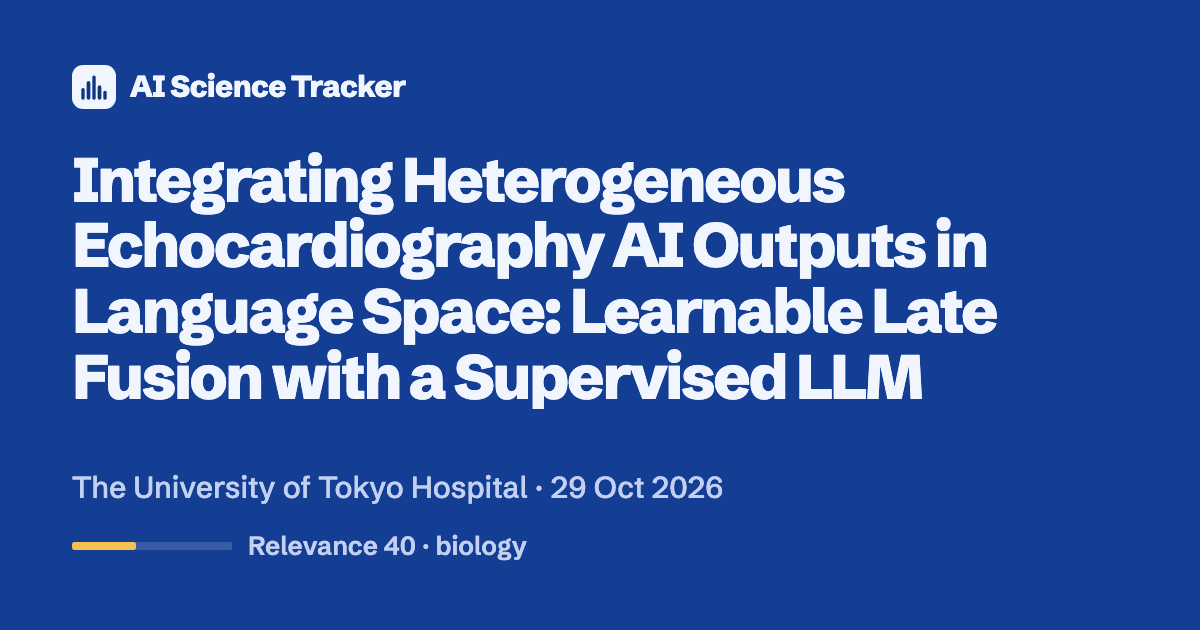 AI Science Tracker
Integrating Heterogeneous
Echocardiography AI Outputs in
Language Space: Learnable Late
Fusion with a Supervised LLM
The University of Tokyo Hospital · 29 Oct 2026
Relevance 40 · biology